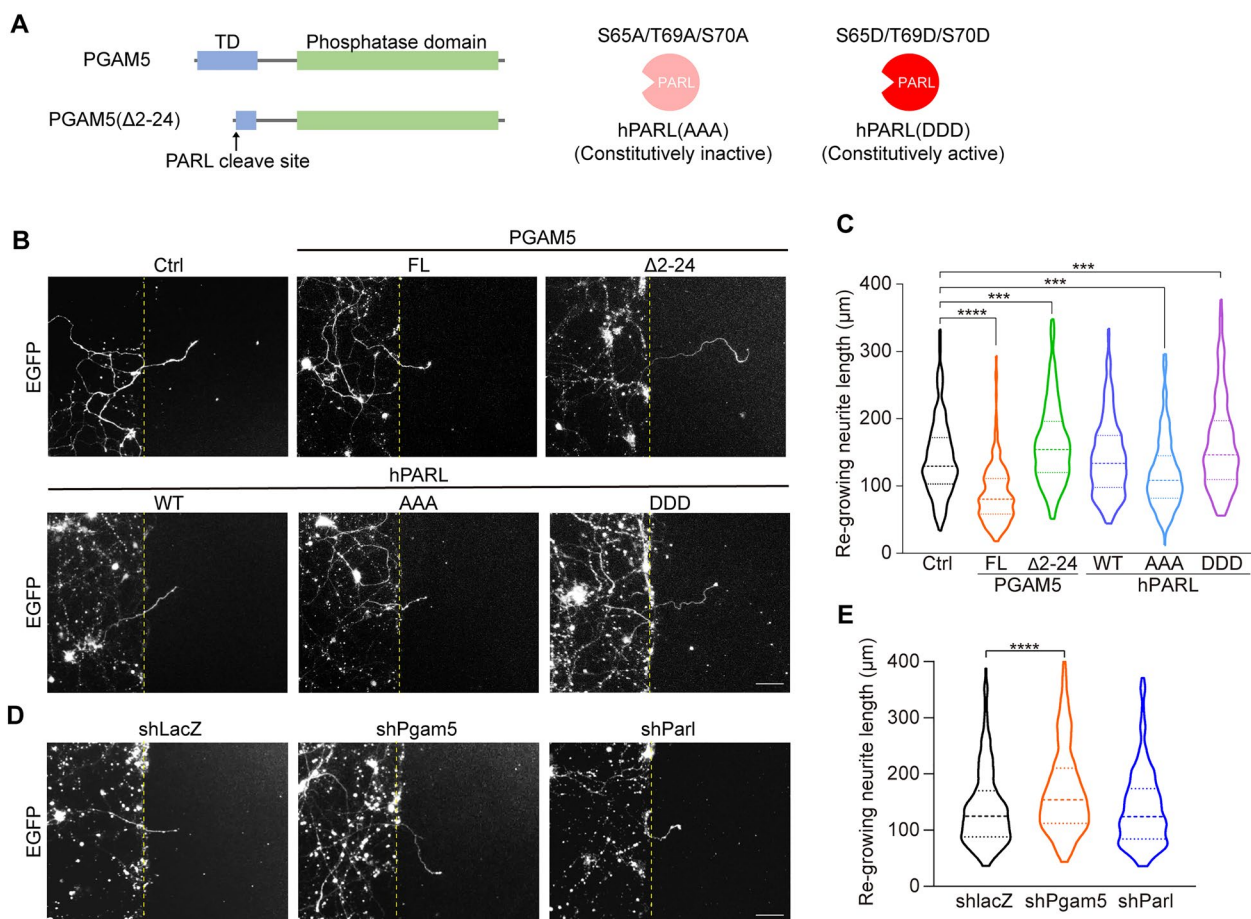 A
TD
Phosphatase domain
PGAM5
PGAM5(Δ2-24)
PARL cleave site
S65A/T69A/S70A
PARL
hPARL(AAA)
(Constitutively inactive)
S65D/T69D/S70D
PARL
hPARL(DDD)
(Constitutively active)
B
PGAM5
Ctrl
FL
Δ2-24
EGFP
hPARL
WT
AAA
DDD
EGFP
C
Re-growing neurite length (µm)
400
300
200
100
0
***
***
***
****
Ctrl
FL
Δ2-24
WT
AAA
DDD
PGAM5
hPARL
D
shLacZ
shPgam5
shParl
EGFP
E
Re-growing neurite length (µm)
400
300
200
100
0
****
shlacZ
shPgam5
shParl